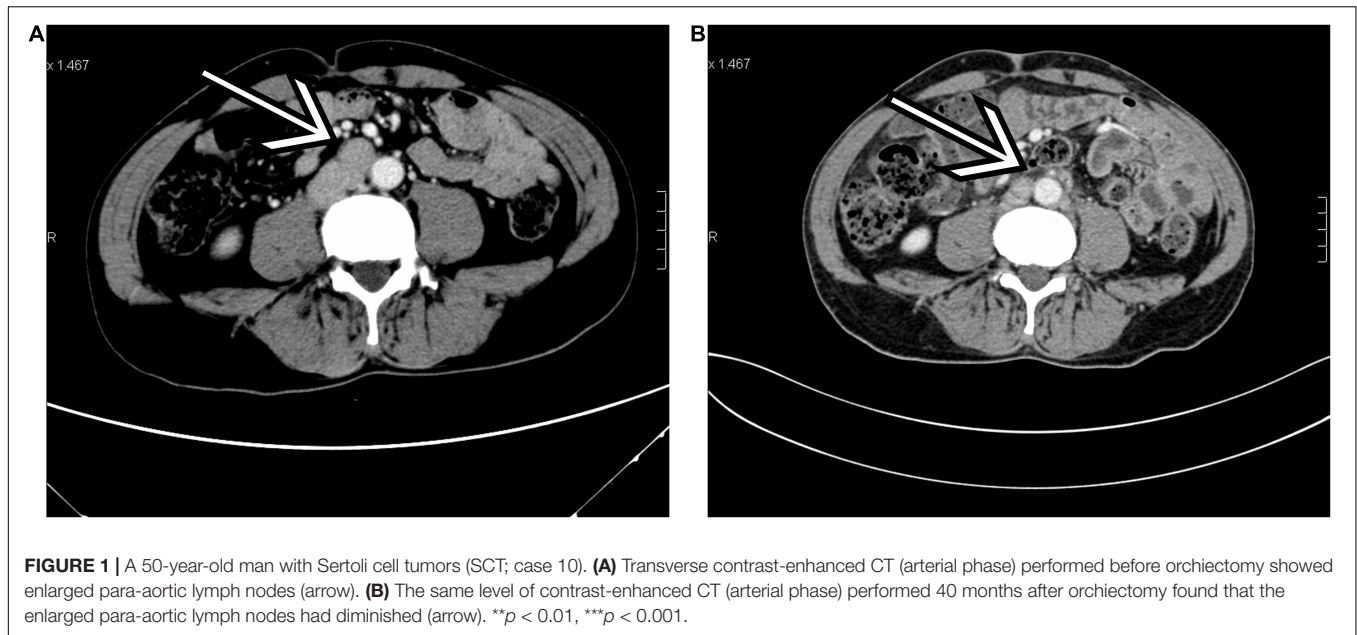 A
x 1.467
R
B
x 1.467
R
FIGURE 1 | A 50-year-old man with Sertoli cell tumors (SCT; case 10). (A) Transverse contrast-enhanced CT (arterial phase) performed before orchiectomy showed
enlarged para-aortic lymph nodes (arrow). (B) The same level of contrast-enhanced CT (arterial phase) performed 40 months after orchiectomy found that the
enlarged para-aortic lymph nodes had diminished (arrow). **p < 0.01, ***p < 0.001.